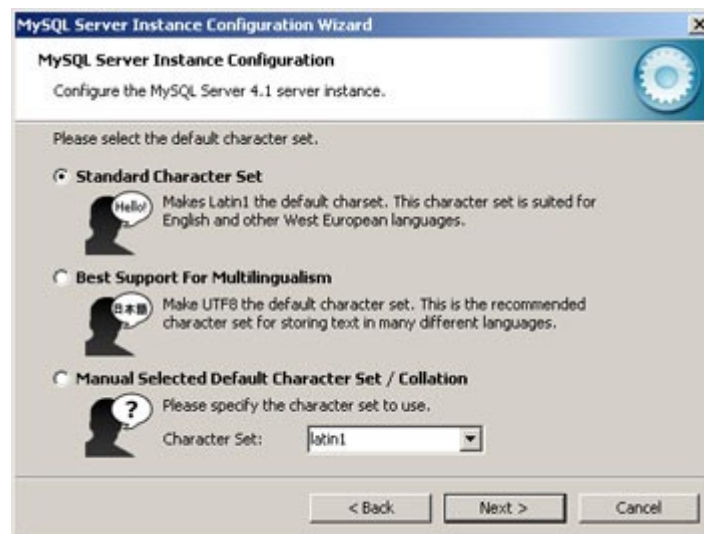 MySQL Server Instance Configuration Wizard
MySQL Server Instance Configuration
Configure the MySQL Server 4.1 server instance.
Please select the default character set.
Standard Character Set
Hello!
Makes Latin1 the default charset. This character set is suited for
English and other West European languages.
Best Support For Multilingualism
日本語
Make UTF8 the default character set. This is the recommended
character set for storing text in many different languages.
Manual Selected Default Character Set / Collation
?
Please specify the character set to use.
Character Set:
latin1
< Back
Next >
Cancel